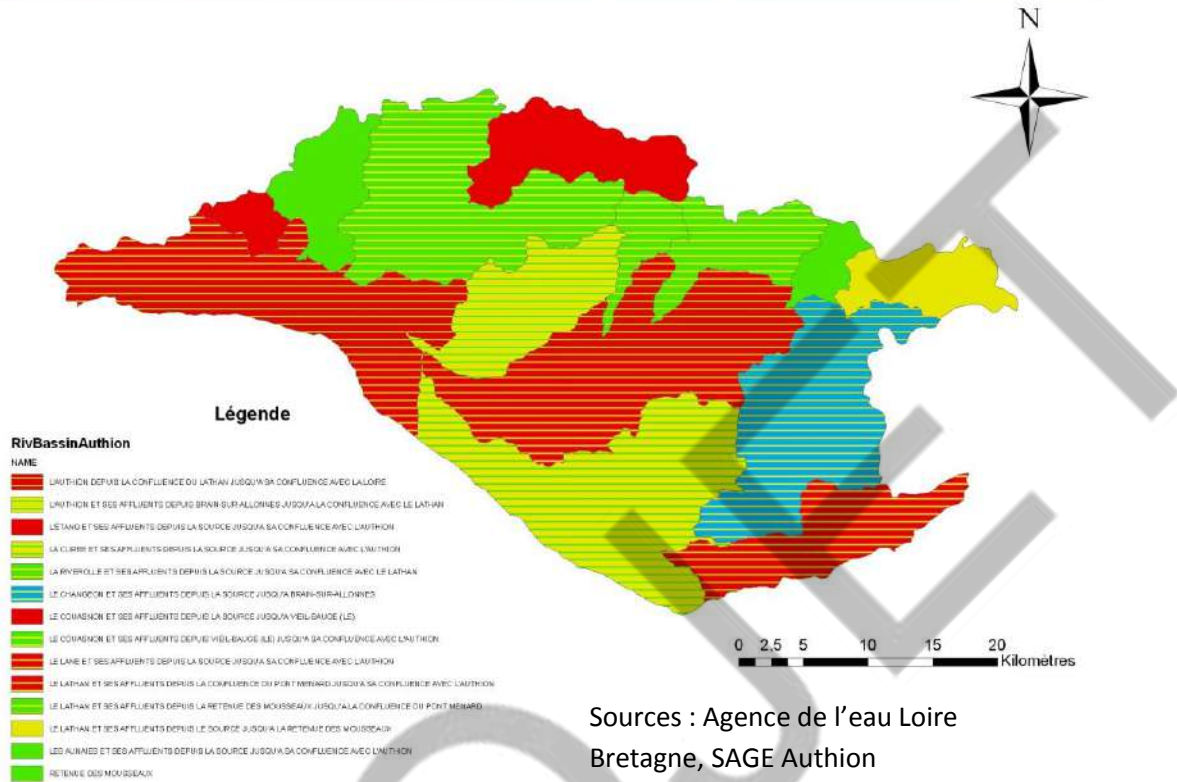 N
Légende
RivBassinAuthion
NAME
L'AUTHION DEPUIS LA CONFLUENCE DU LATHAN JUSQU'A SA CONFLUENCE AVEC LA LOIRE
L'AUTHION ET SES AFFLUENTS DEPUIS BRAIN-SUR-ALLONNES JUSQU'A LA CONFLUENCE AVEC LE LATHAN
L'ETANG ET SES AFFLUENTS DEPUIS LA SOURCE JUSQU'A SA CONFLUENCE AVEC L'AUTHION
LA CUREE ET SES AFFLUENTS DEPUIS LA SOURCE JUSQU'A SA CONFLUENCE AVEC L'AUTHION
LA RIVEROLLE ET SES AFFLUENTS DEPUIS LA SOURCE JUSQU'A SA CONFLUENCE AVEC LE LATHAN
LE CHANGEON ET SES AFFLUENTS DEPUIS LA SOURCE JUSQU'A BRAIN-SUR-ALLONNES
LE COUASNON ET SES AFFLUENTS DEPUIS LA SOURCE JUSQU'A VIEIL-BAUGE (LE)
LE COUASNON ET SES AFFLUENTS DEPUIS VIEIL-BAUGE (LE) JUSQU'A SA CONFLUENCE AVEC L'AUTHION
LE LANE ET SES AFFLUENTS DEPUIS LA SOURCE JUSQU'A SA CONFLUENCE AVEC L'AUTHION
LE LATHAN ET SES AFFLUENTS DEPUIS LA CONFLUENCE DU PONT MENARD JUSQU'A SA CONFLUENCE AVEC L'AUTHION
LE LATHAN ET SES AFFLUENTS DEPUIS LA RETENUE DES MOUSSEAUX JUSQU'A LA CONFLUENCE DU PONT MENARD
LE LATHAN ET SES AFFLUENTS DEPUIS LE SOURCE JUSQU'A LA RETENUE DES MOUSSEAUX
LES AULNAIES ET SES AFFLUENTS DEPUIS LA SOURCE JUSQU'A SA CONFLUENCE AVEC L'AUTHION
RETENUE DES MOUSSEAUX
0 2,5 5 10 15 20
Kilomètres
Sources : Agence de l'eau Loire
Bretagne, SAGE Authion